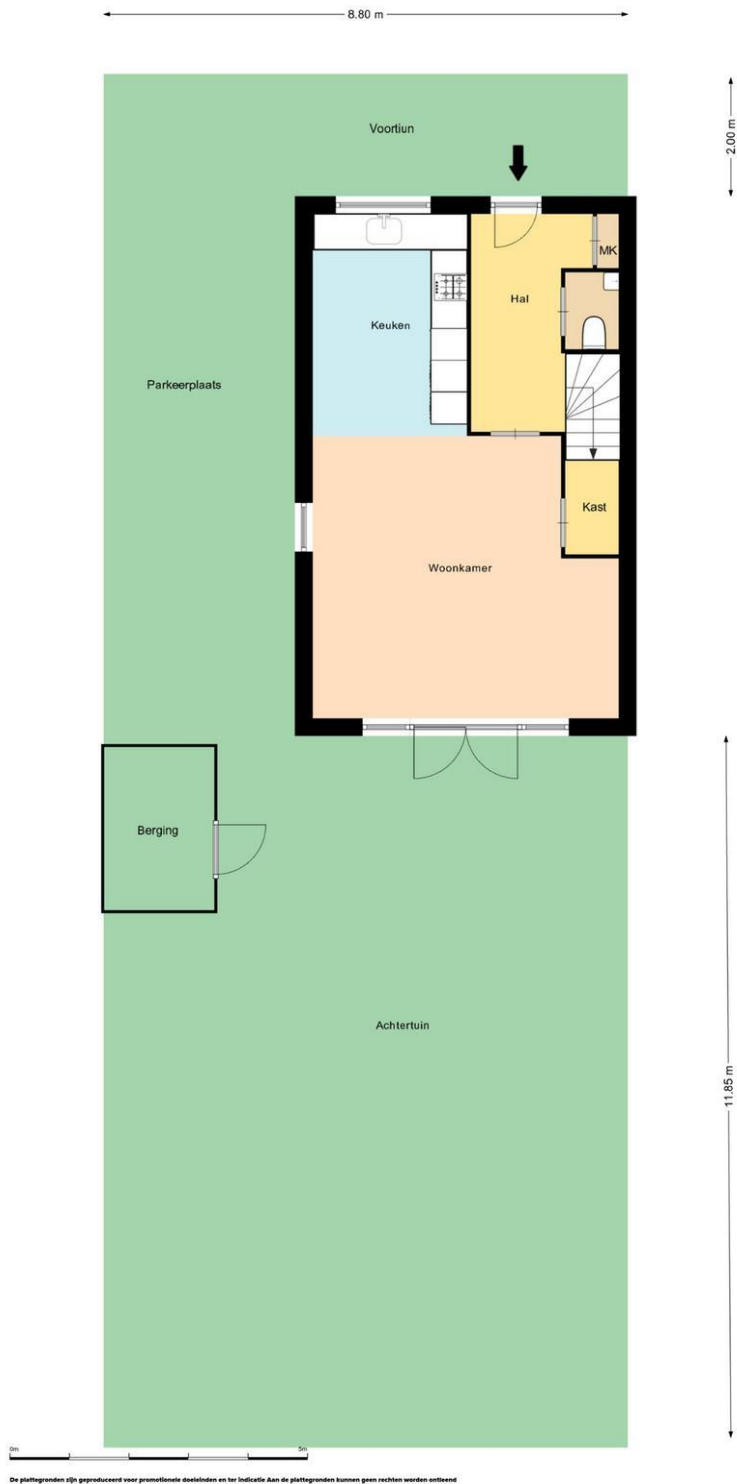 8.80 m
Voortiun
2.00 m
MK
Hal
Keuken
Parkeerplaats
Kast
Woonkamer
Berging
Achtertuin
11.85 m
0m 5m
De plattegronden zijn geproduceerd voor promotionele doeleinden en ter indicatie Aan de plattegronden kunnen geen rechten worden ontleend